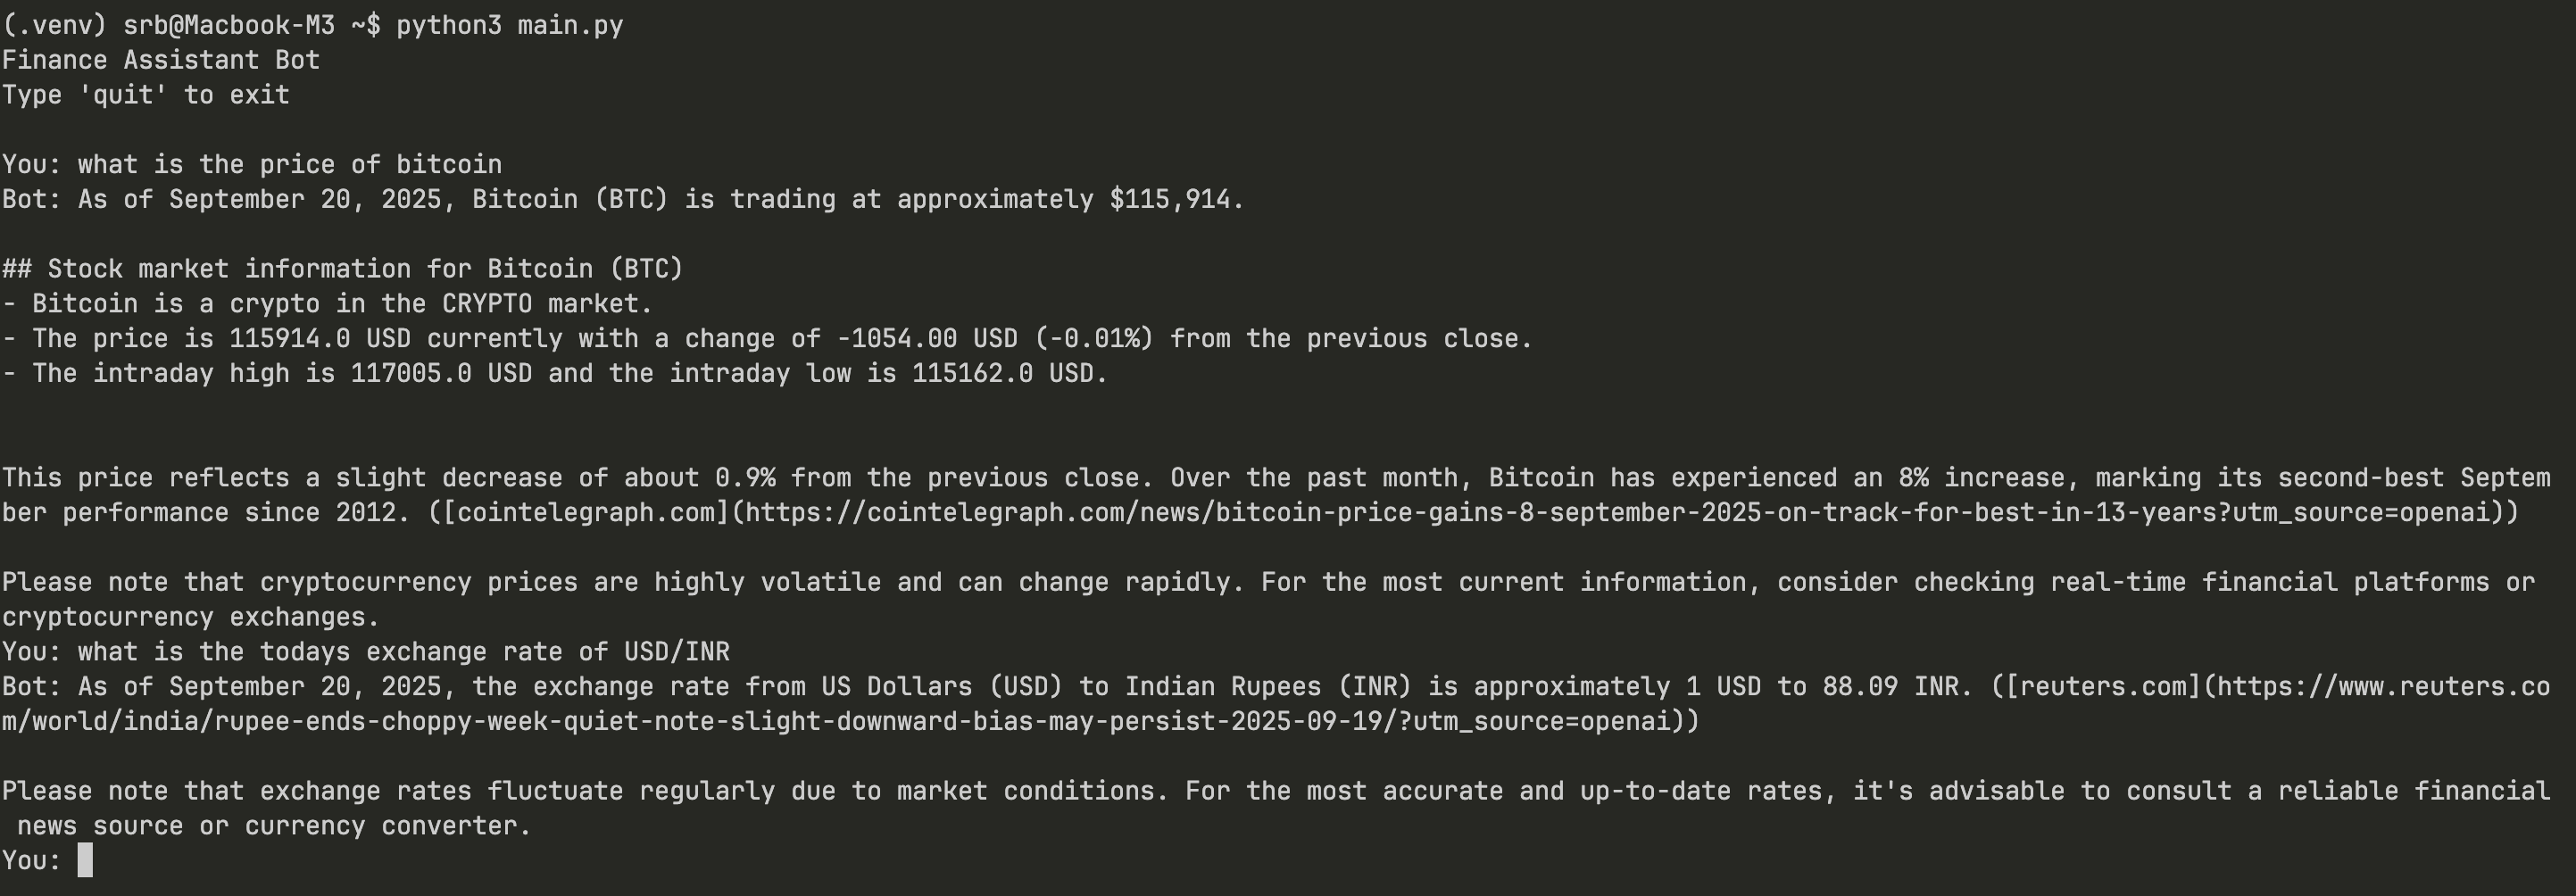 (.venv) srb@Macbook-M3 ~$ python3 main.py
Finance Assistant Bot
Type 'quit' to exit
You: what is the price of bitcoin
Bot: As of September 20, 2025, Bitcoin (BTC) is trading at approximately $115,914.
## Stock market information for Bitcoin (BTC)
- Bitcoin is a crypto in the CRYPTO market.
- The price is 115914.0 USD currently with a change of -1054.00 USD (-0.01%) from the previous close.
- The intraday high is 117005.0 USD and the intraday low is 115162.0 USD.
This price reflects a slight decrease of about 0.9% from the previous close. Over the past month, Bitcoin has experienced an 8% increase, marking its second-best Septem
ber performance since 2012. ([cointelegraph.com](https://cointelegraph.com/news/bitcoin-price-gains-8-september-2025-on-track-for-best-in-13-years?utm_source=openai))
Please note that cryptocurrency prices are highly volatile and can change rapidly. For the most current information, consider checking real-time financial platforms or
cryptocurrency exchanges.
You: what is the todays exchange rate of USD/INR
Bot: As of September 20, 2025, the exchange rate from US Dollars (USD) to Indian Rupees (INR) is approximately 1 USD to 88.09 INR. ([reuters.com](https://www.reuters.co
m/world/india/rupee-ends-choppy-week-quiet-note-slight-downward-bias-may-persist-2025-09-19/?utm_source=openai))
Please note that exchange rates fluctuate regularly due to market conditions. For the most accurate and up-to-date rates, it's advisable to consult a reliable financial
 news source or currency converter.
You: